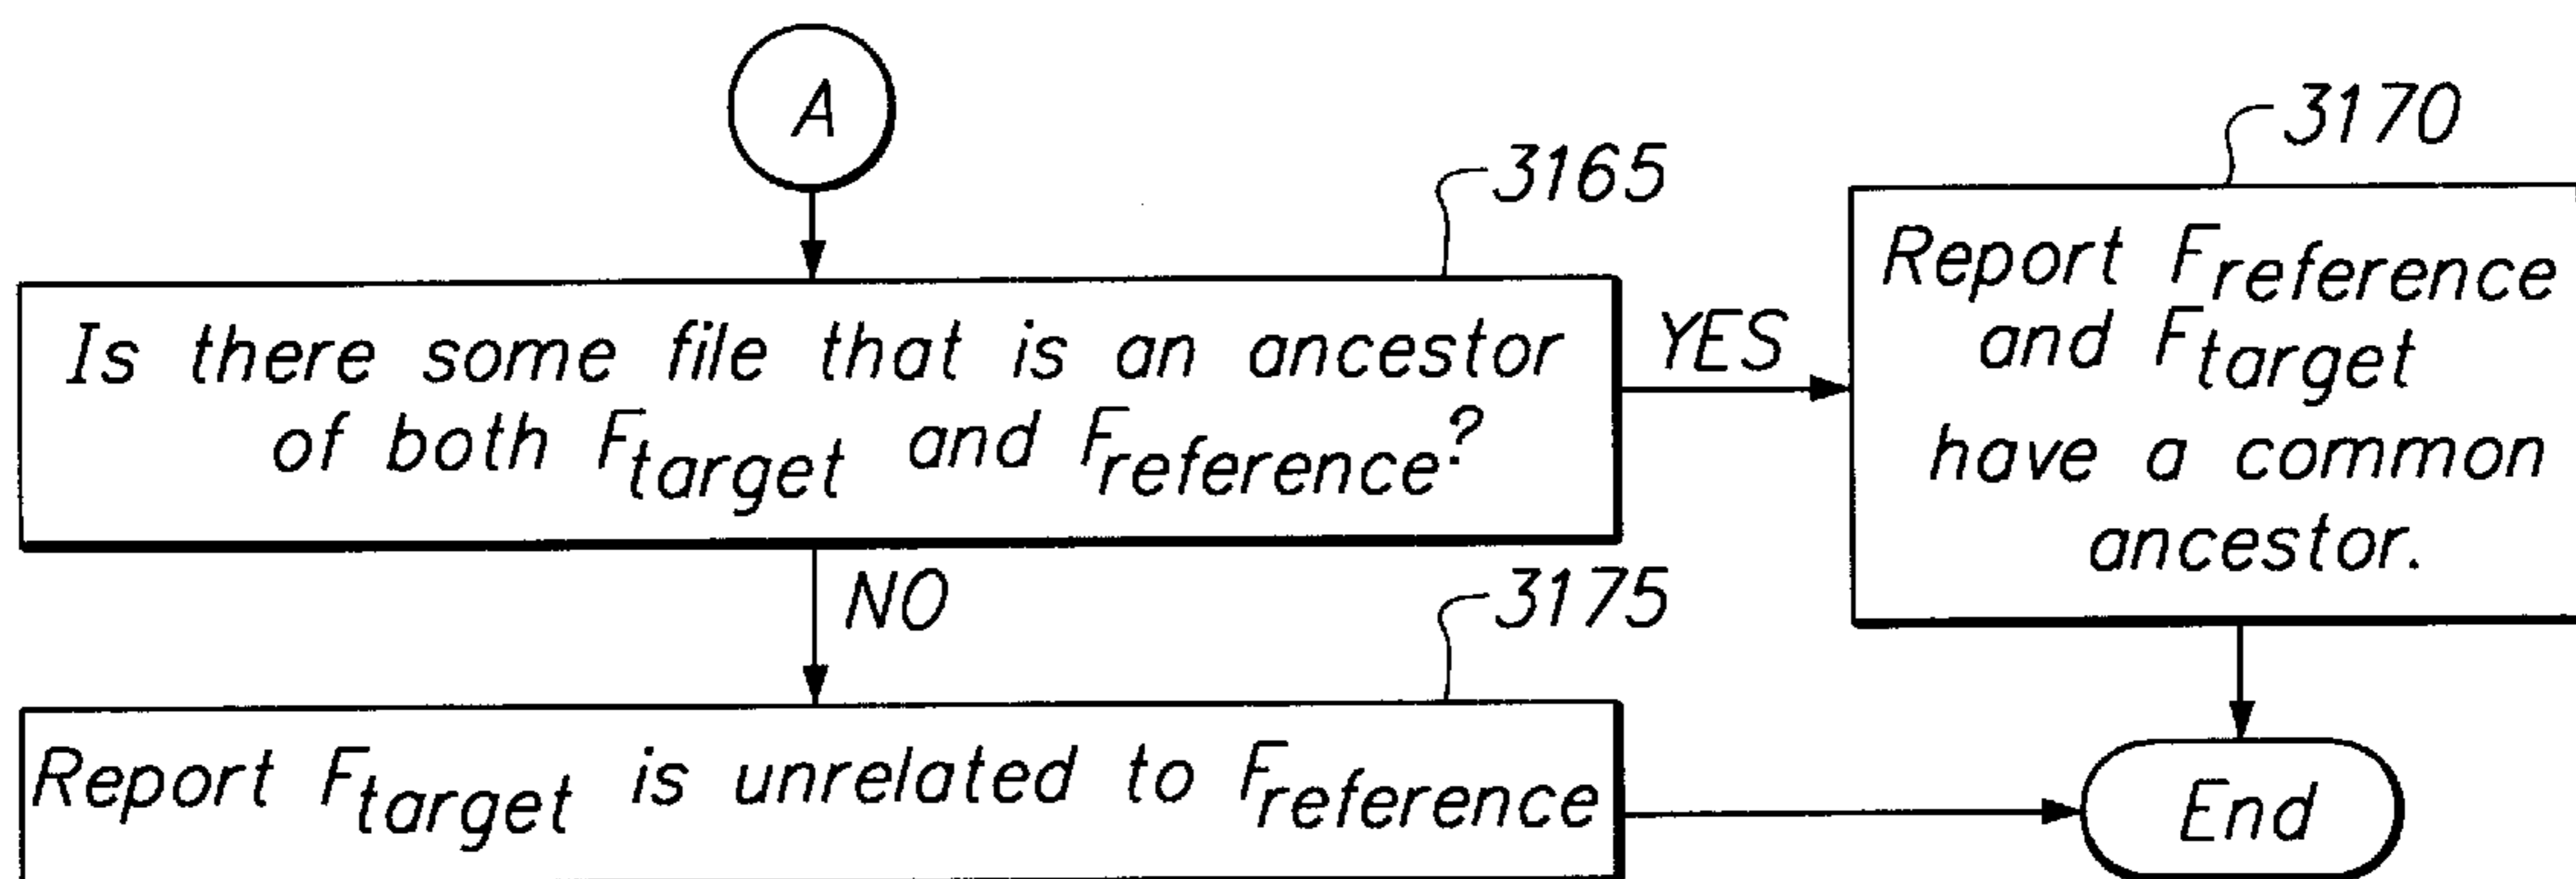 A
3165
Is there some file that is an ancestor
of both Ftarget and Freference?
YES
3170
Report Freference
and Ftarget
have a common
ancestor.
NO
3175
Report Ftarget is unrelated to Freference
End